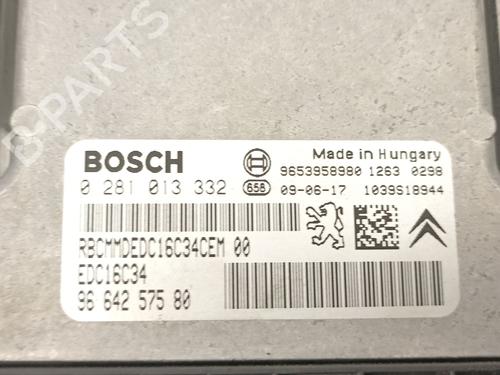 BOSCH
Made in Hungary
9653958980 1263 0298
0 281 013 332 656 09-06-17 1039S18944
RBCMMDEDC16C34CEM 00
EDC16C34
96 642 575 80